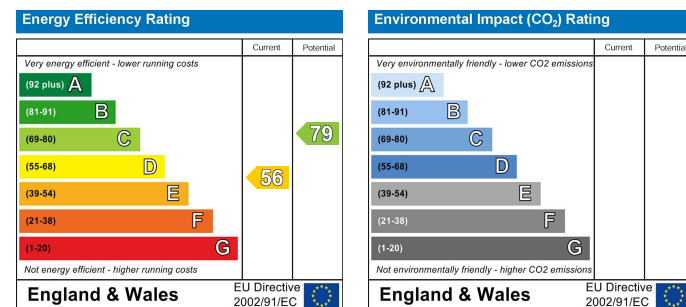 Energy Efficiency Rating
Current Potential
Very energy efficient - lower running costs
(92 plus) A
(81-91) B
(69-80) C
79
(55-68) D
56
(39-54) E
(21-38) F
(1-20) G
Not energy efficient - higher running costs
England & Wales
EU Directive
2002/91/EC
Environmental Impact (CO₂) Rating
Current Potential
Very environmentally friendly - lower CO2 emissions
(92 plus) A
(81-91) B
(69-80) C
(55-68) D
(39-54) E
(21-38) F
(1-20) G
Not environmentally friendly - higher CO2 emissions
England & Wales
EU Directive
2002/91/EC